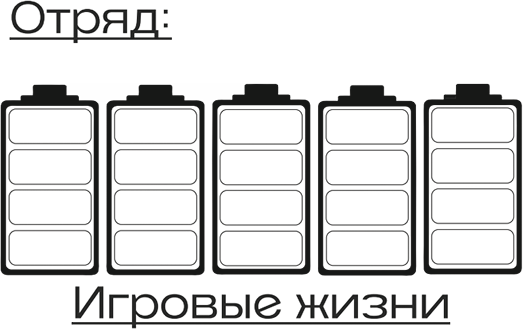 Отряд:
Игровые жизни